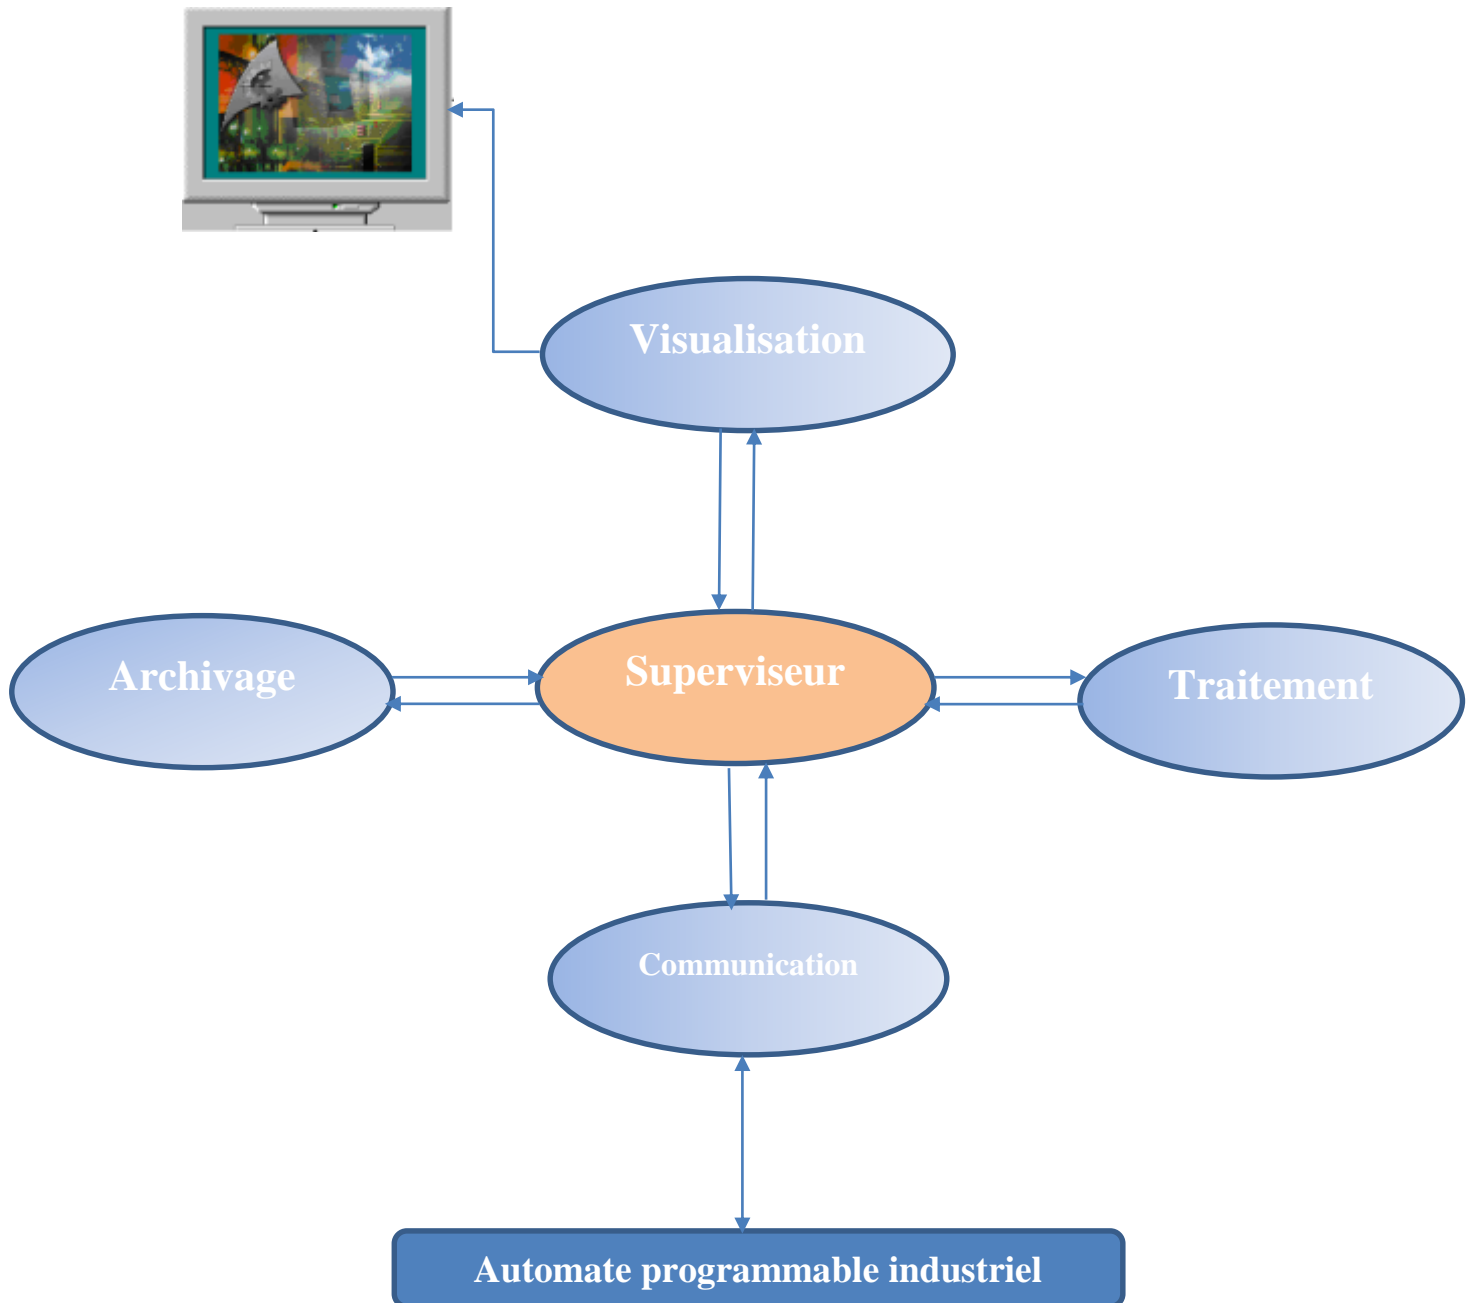 Visualisation
Archivage
Superviseur
Traitement
Communication
Automate programmable industriel